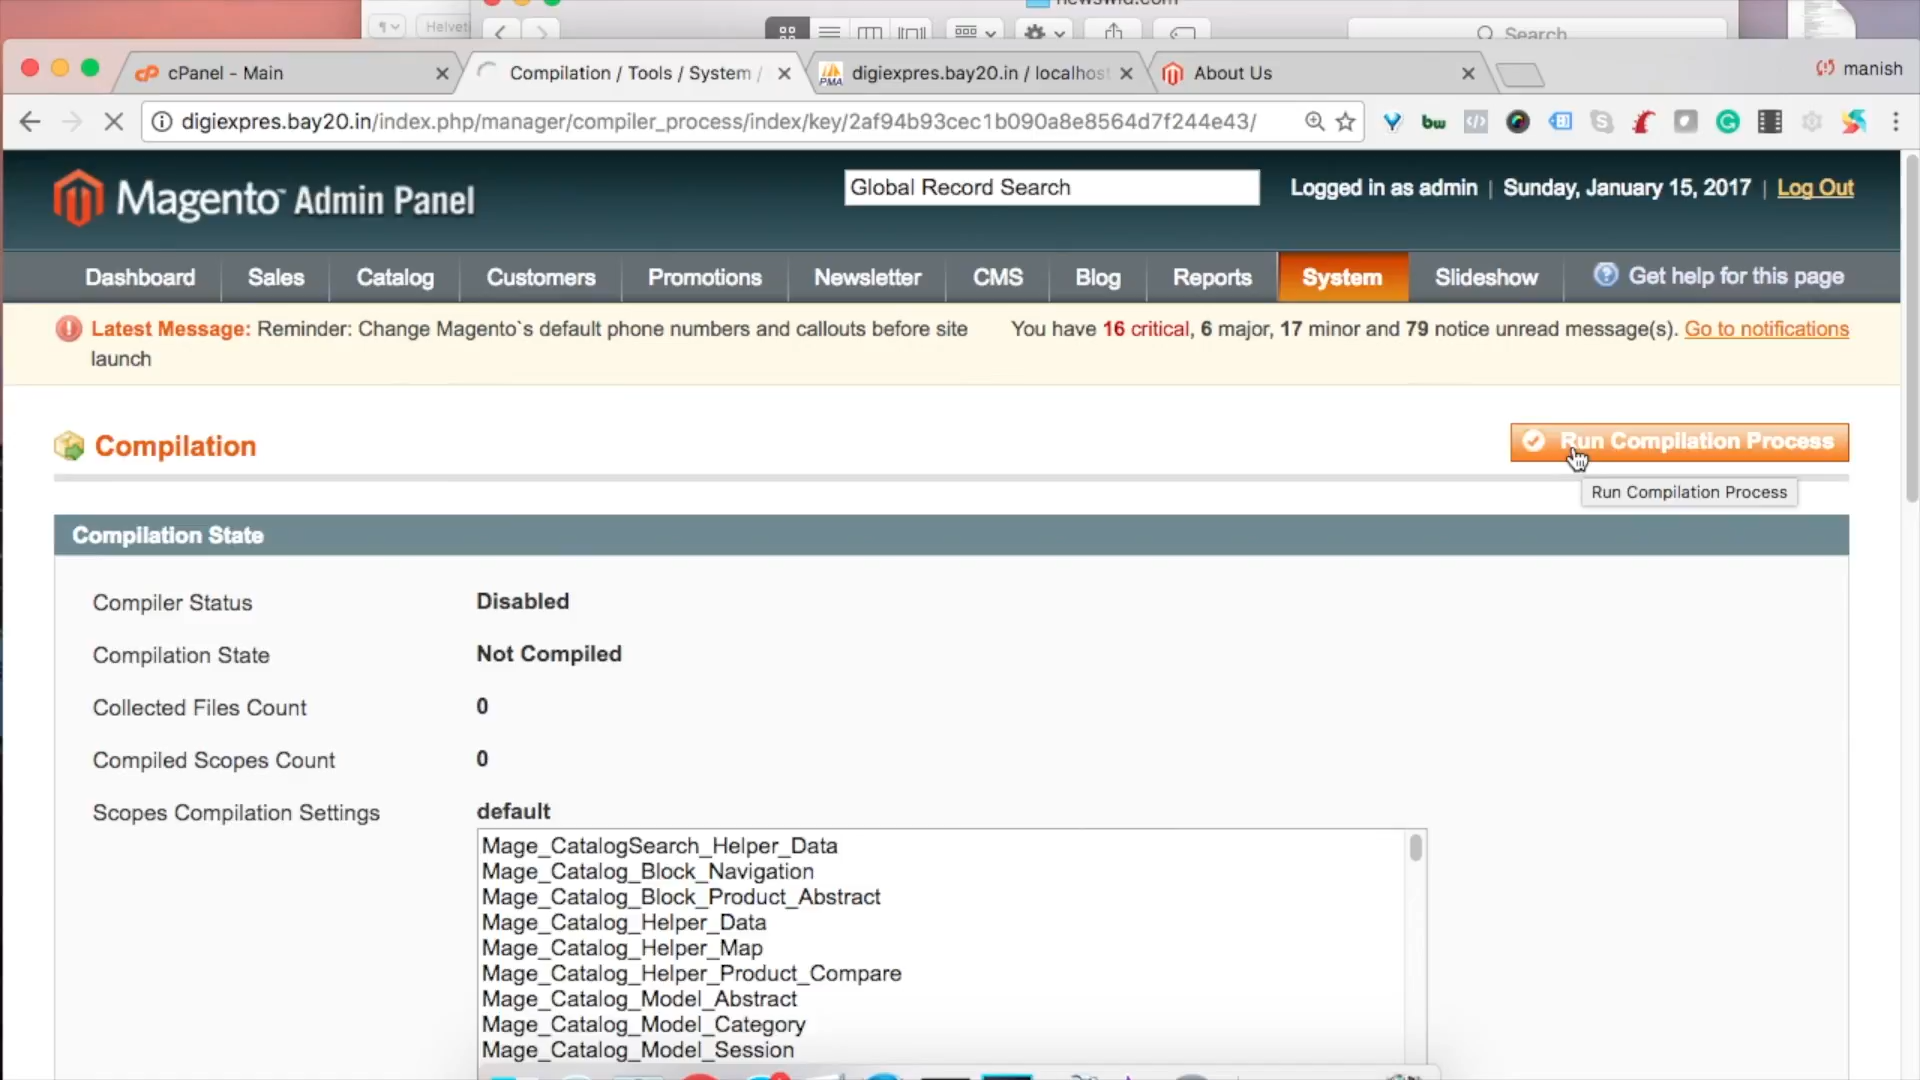 newswid.com
Helvet
Search
cPanel - Main
Compilation / Tools / System /
digiexpres.bay20.in / localhost
About Us
manish
digiexpres.bay20.in/index.php/manager/compiler_process/index/key/2af94b93cec1b090a8e8564d7f244e43/
Magento Admin Panel
Global Record Search
Logged in as admin | Sunday, January 15, 2017 | Log Out
Dashboard Sales Catalog Customers Promotions Newsletter CMS Blog Reports System Slideshow Get help for this page
Latest Message: Reminder: Change Magento`s default phone numbers and callouts before site
launch
You have 16 critical, 6 major, 17 minor and 79 notice unread message(s). Go to notifications
Compilation
Run Compilation Process
Run Compilation Process
Compilation State
Compiler Status Disabled
Compilation State Not Compiled
Collected Files Count 0
Compiled Scopes Count 0
Scopes Compilation Settings default
Mage_CatalogSearch_Helper_Data
Mage_Catalog_Block_Navigation
Mage_Catalog_Block_Product_Abstract
Mage_Catalog_Helper_Data
Mage_Catalog_Helper_Map
Mage_Catalog_Helper_Product_Compare
Mage_Catalog_Model_Abstract
Mage_Catalog_Model_Category
Mage_Catalog_Model_Session